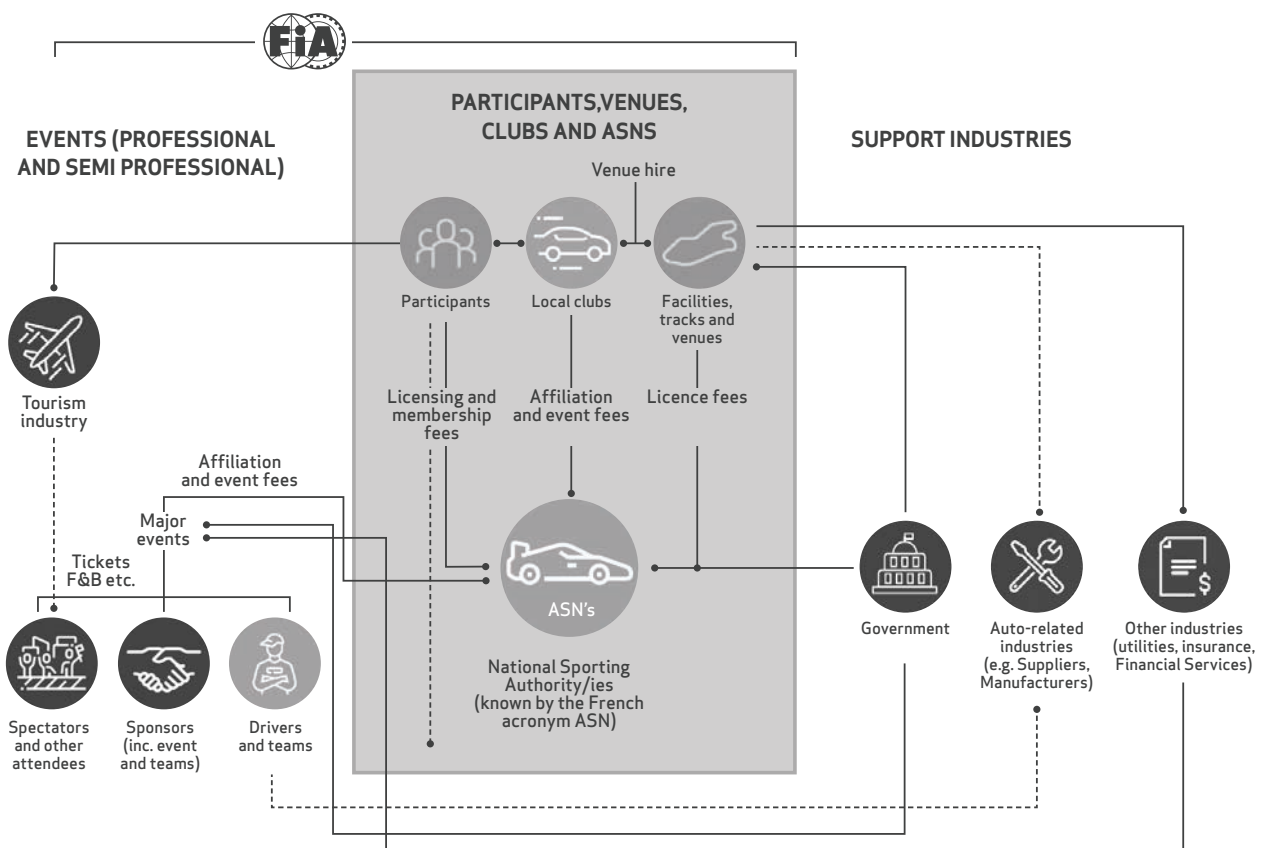 FiA
EVENTS (PROFESSIONAL
AND SEMI PROFESSIONAL)
PARTICIPANTS,VENUES,
CLUBS AND ASNS
SUPPORT INDUSTRIES
Venue hire
Participants
Local clubs
Facilities,
tracks and
venues
Tourism
industry
Licensing and
membership
fees
Affiliation
and event fees
Licence fees
Affiliation
and event fees
Major
events
Tickets
F&B etc.
ASN's
National Sporting
Authority/ies
(known by the French
acronym ASN)
Government
Auto-related
industries
(e.g. Suppliers,
Manufacturers)
$
Other industries
(utilities, insurance,
Financial Services)
Spectators
and other
attendees
Sponsors
(inc. event
and teams)
Drivers
and teams